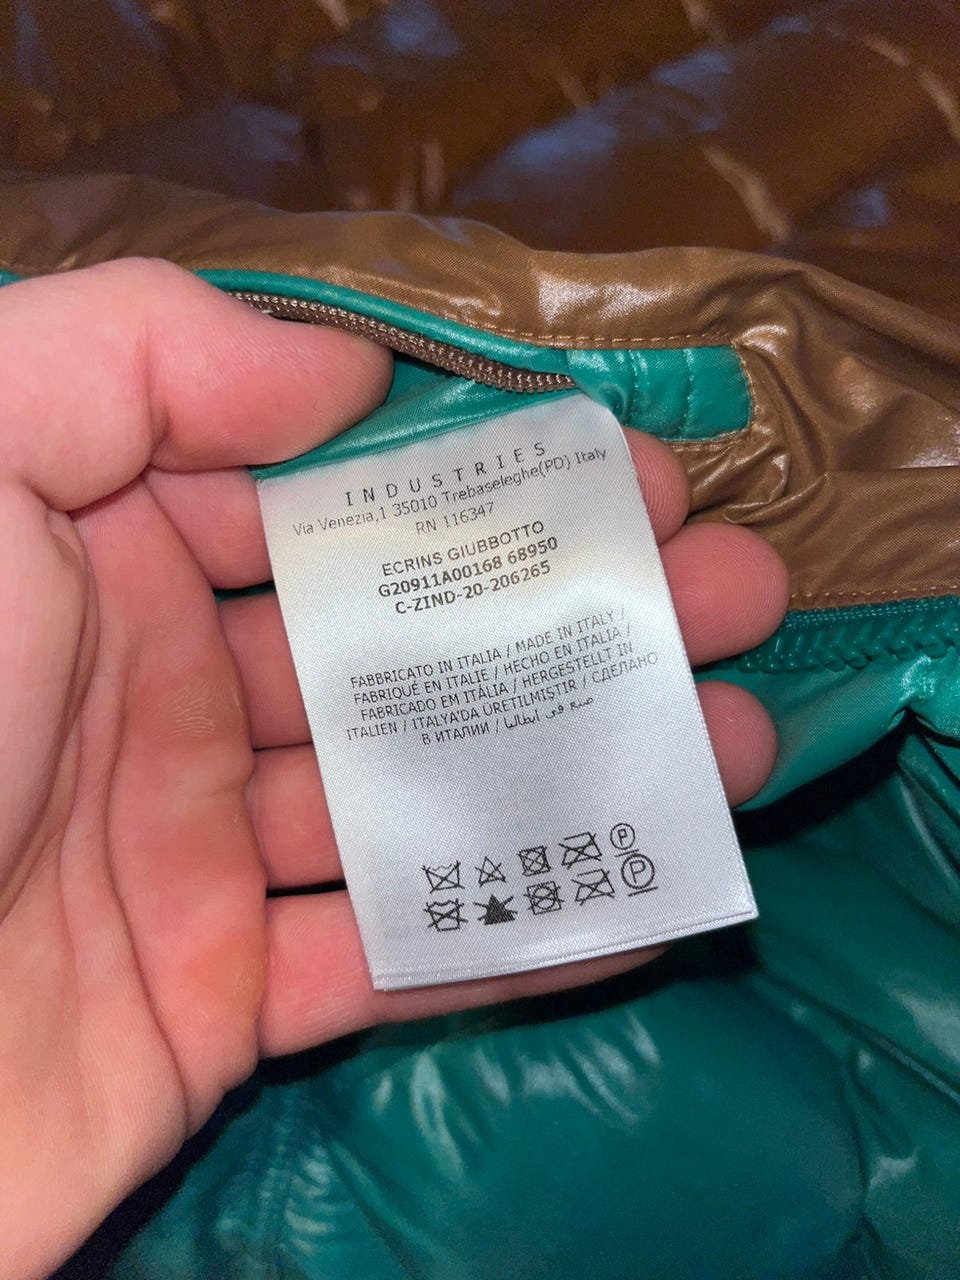 INDUSTRIES
Via Venezia,1 35010 Trebaseleghe(PD) Italy
RN 116347
ECRINS GIUBBOTTO
G20911A00168 68950
C-ZIND-20-206265
FABBRICATO IN ITALIA / MADE IN ITALY /
FABRIQUÉ EN ITALIE / HECHO EN ITALIA /
FABRICADO EM ITÁLIA / HERGESTELLT IN
ITALIEN / ITALYA'DA ÜRETILMIŞTIR / СДЕЛАНО
В ИТАЛИИ / صنع في ايطاليا
P
P